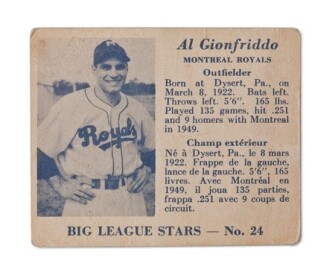 Al Gionfriddo
MONTREAL ROYALS
Outfielder
Born at Dysert, Pa., on
March 8, 1922. Bats left.
Throws left. 5'6". 165 lbs.
Played 135 games, hit .251
and 9 homers with Montreal
in 1949.
Champ extérieur
Né à Dysert, Pa., le 8 mars
1922. Frappe de la gauche,
lance de la gauche. 5'6", 165
livres. Avec Montréal en
1949, il joua 135 parties,
frappa .251 avec 9 coups de
circuit.
Royals
BIG LEAGUE STARS — No. 24